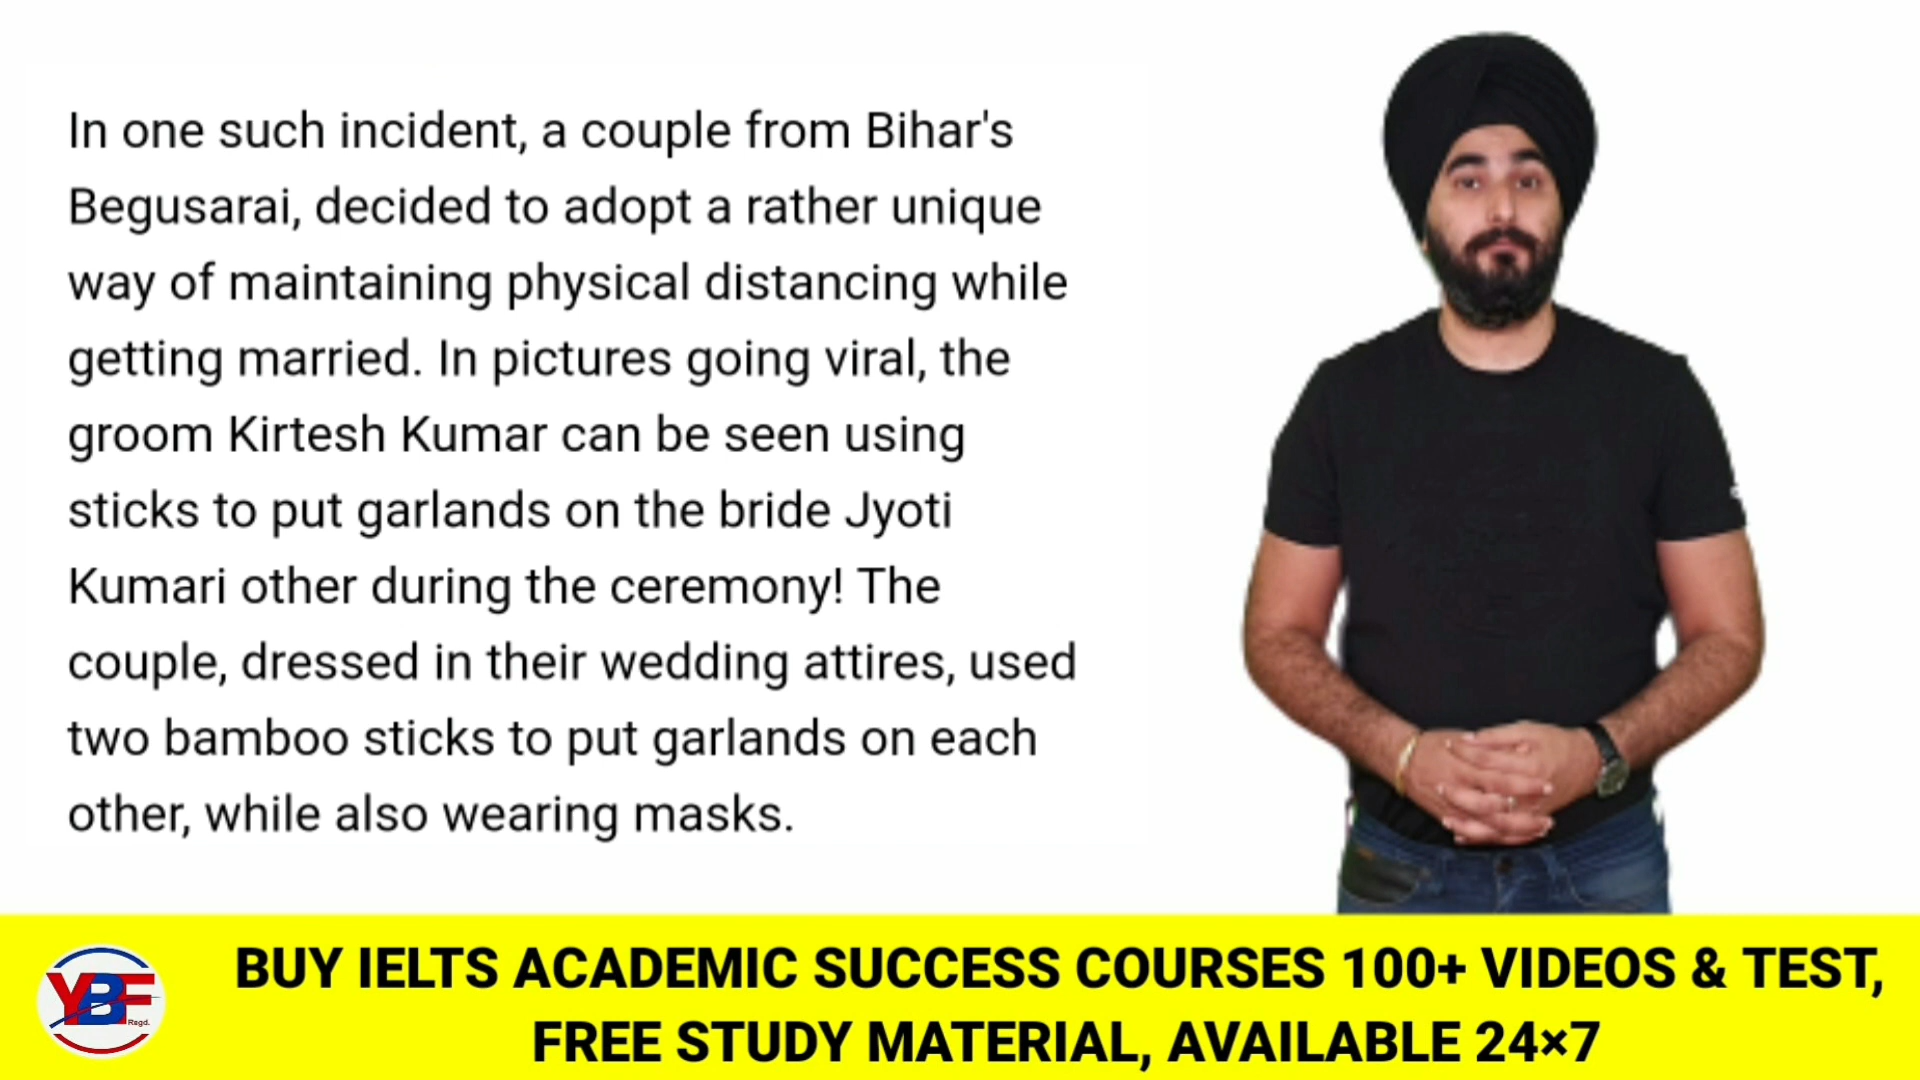 In one such incident, a couple from Bihar's
Begusarai, decided to adopt a rather unique
way of maintaining physical distancing while
getting married. In pictures going viral, the
groom Kirtesh Kumar can be seen using
sticks to put garlands on the bride Jyoti
Kumari other during the ceremony! The
couple, dressed in their wedding attires, used
two bamboo sticks to put garlands on each
other, while also wearing masks.
YBF
Regd.
BUY IELTS ACADEMIC SUCCESS COURSES 100+ VIDEOS & TEST,
FREE STUDY MATERIAL, AVAILABLE 24×7